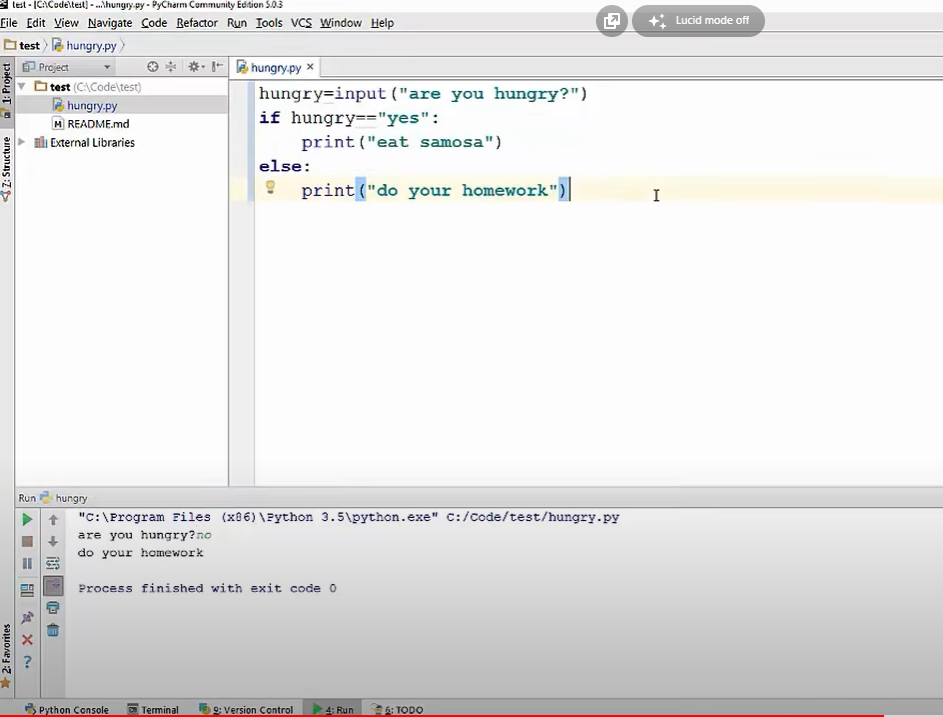 test - [C:\Code\test] - ...\hungry.py - PyCharm Community Edition 5.0.3
File Edit View Navigate Code Refactor Run Tools VCS Window Help
Lucid mode off
test hungry.py
1: Project
Project
hungry.py ×
test (C:\Code\test)
hungry.py
README.md
External Libraries
Z: Structure
hungry=input("are you hungry?")
if hungry=="yes":
print("eat samosa")
else:
print("do your homework")
Run hungry
"C:\Program Files (x86)\Python 3.5\python.exe" C:/Code/test/hungry.py
are you hungry?no
do your homework
Process finished with exit code 0
2: Favorites
Python Console Terminal 9: Version Control 4: Run 6: TODO